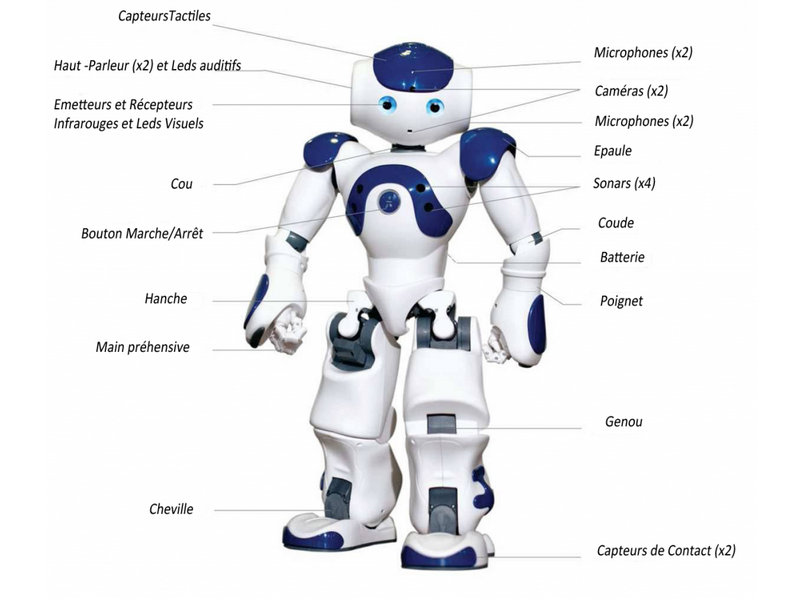 CapteursTactiles
Haut -Parleur (x2) et Leds auditifs
Emetteurs et Récepteurs
Infrarouges et Leds Visuels
Cou
Bouton Marche/Arrêt
Hanche
Main préhensive
Cheville
Microphones (x2)
Caméras (x2)
Microphones (x2)
Epaule
Sonars (x4)
Coude
Batterie
Poignet
Genou
Capteurs de Contact (x2)